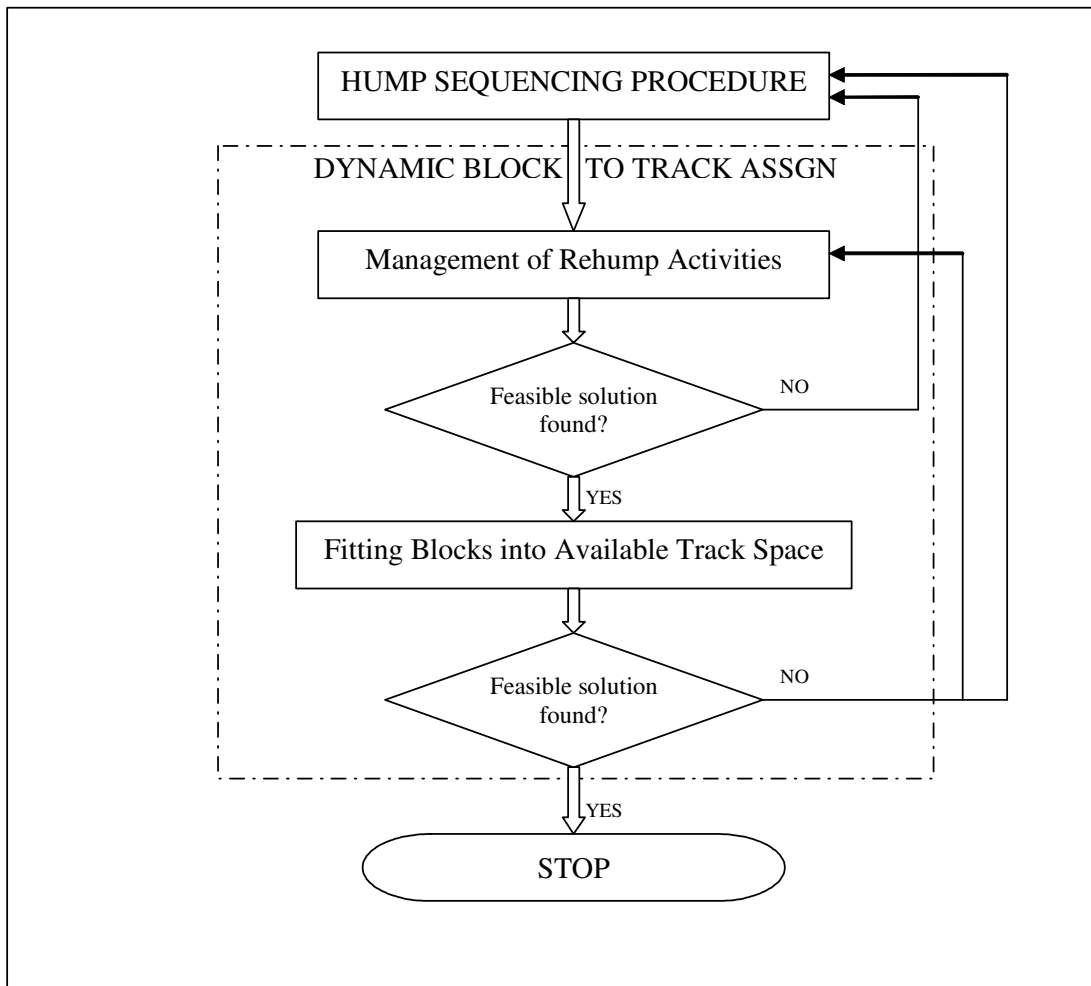 HUMP SEQUENCING PROCEDURE
DYNAMIC BLOCK TO TRACK ASSGN
Management of Rehump Activities
Feasible solution
found?
NO
YES
Fitting Blocks into Available Track Space
Feasible solution
found?
NO
YES
STOP